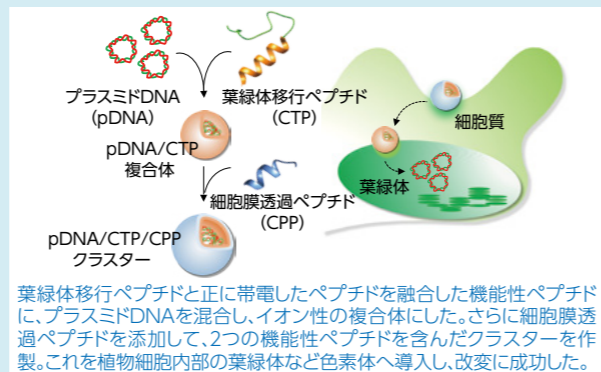 プラスミドDNA
(pDNA)
葉緑体移行ペプチド
(CTP)
pDNA/CTP
複合体
細胞膜透過ペプチド
(CPP)
pDNA/CTP/CPP
クラスター
細胞質
葉緑体
葉緑体移行ペプチドと正に帯電したペプチドを融合した機能性ペプチド
に、プラスミドDNAを混合し、イオン性の複合体にした。さらに細胞膜透
過ペプチドを添加して、2つの機能性ペプチドを含んだクラスターを作
製。これを植物細胞内部の葉緑体など色素体へ導入し、改変に成功した。